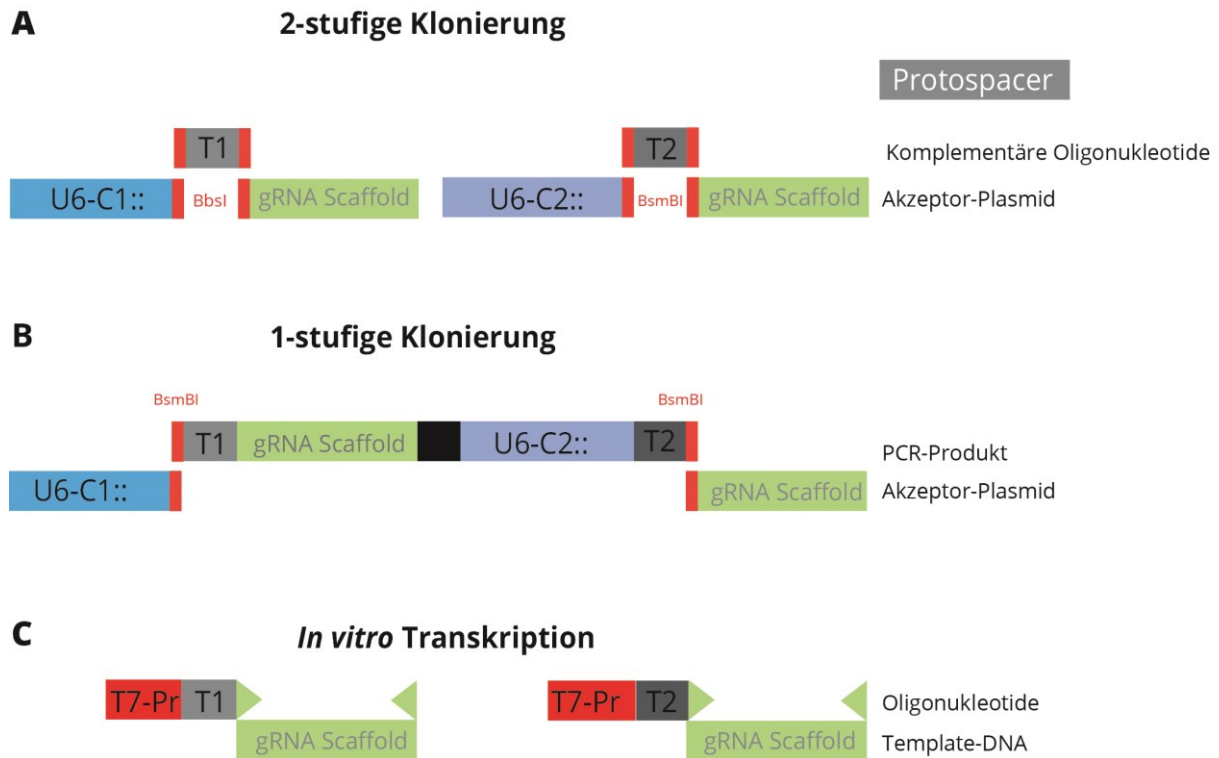 A 2-stufige Klonierung
Protospacer
T1 T2 Komplementäre Oligonukleotide
U6-C1:: BbsI gRNA Scaffold U6-C2:: BsmBI gRNA Scaffold Akzeptor-Plasmid
B 1-stufige Klonierung
BsmBI BsmBI
T1 gRNA Scaffold U6-C2:: T2 PCR-Produkt
U6-C1:: gRNA Scaffold Akzeptor-Plasmid
C In vitro Transkription
T7-Pr T1 T7-Pr T2 Oligonukleotide
gRNA Scaffold gRNA Scaffold Template-DNA